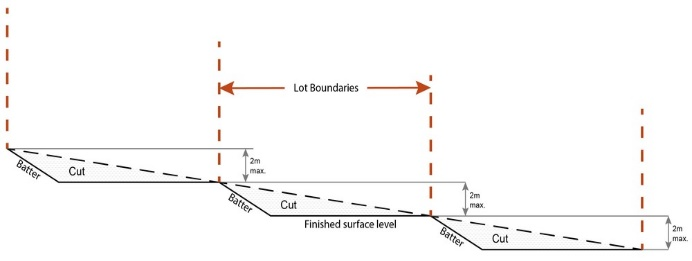 Lot Boundaries
2m
max.
Batter
Cut
2m
max.
Batter
Cut
Finished surface level
2m
max.
Batter
Cut